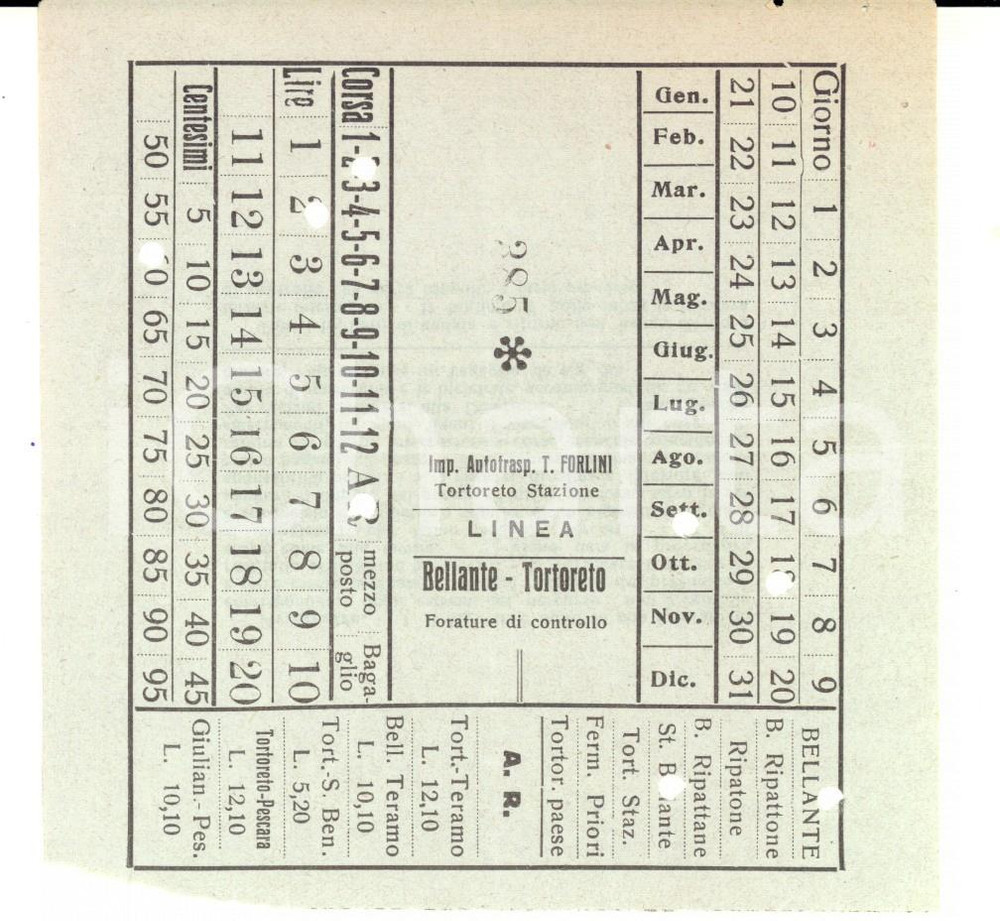 Giorno 1 2 3 4 5 6 7 8 9
10 11 12 13 14 15 16 17 18 19 20
21 22 23 24 25 26 27 28 29 30 31
Gen.
Feb.
Mar.
Apr.
Mag.
Giug.
Lug.
Ago.
Sett.
Ott.
Nov.
Dic.
385 *
Imp. Autotrasp. T. FORLINI
Tortoreto Stazione
LINEA
Bellante - Tortoreto
Forature di controllo
Corsa 1-2-3-4-5-6-7-8-9-10-11-12 AR mezzo posto Baga-glio
Lire 1 2 3 4 5 6 7 8 9 10
11 12 13 14 15 16 17 18 19 20
Centesimi 5 10 15 20 25 30 35 40 45
50 55 60 65 70 75 80 85 90 95
BELLANTE
B. Ripattone
Ripatone
B. Ripattane
St. Bellante
Tort. Staz.
Ferm. Priori
Tortor. paese
A. R.
Tort.-Teramo
L. 12,10
Bell. Teramo
L. 10,10
Tort.-S. Ben.
L. 5,20
Tortoreto-Pescara
L. 12,10
Giulian.- Pes.
L. 10,10